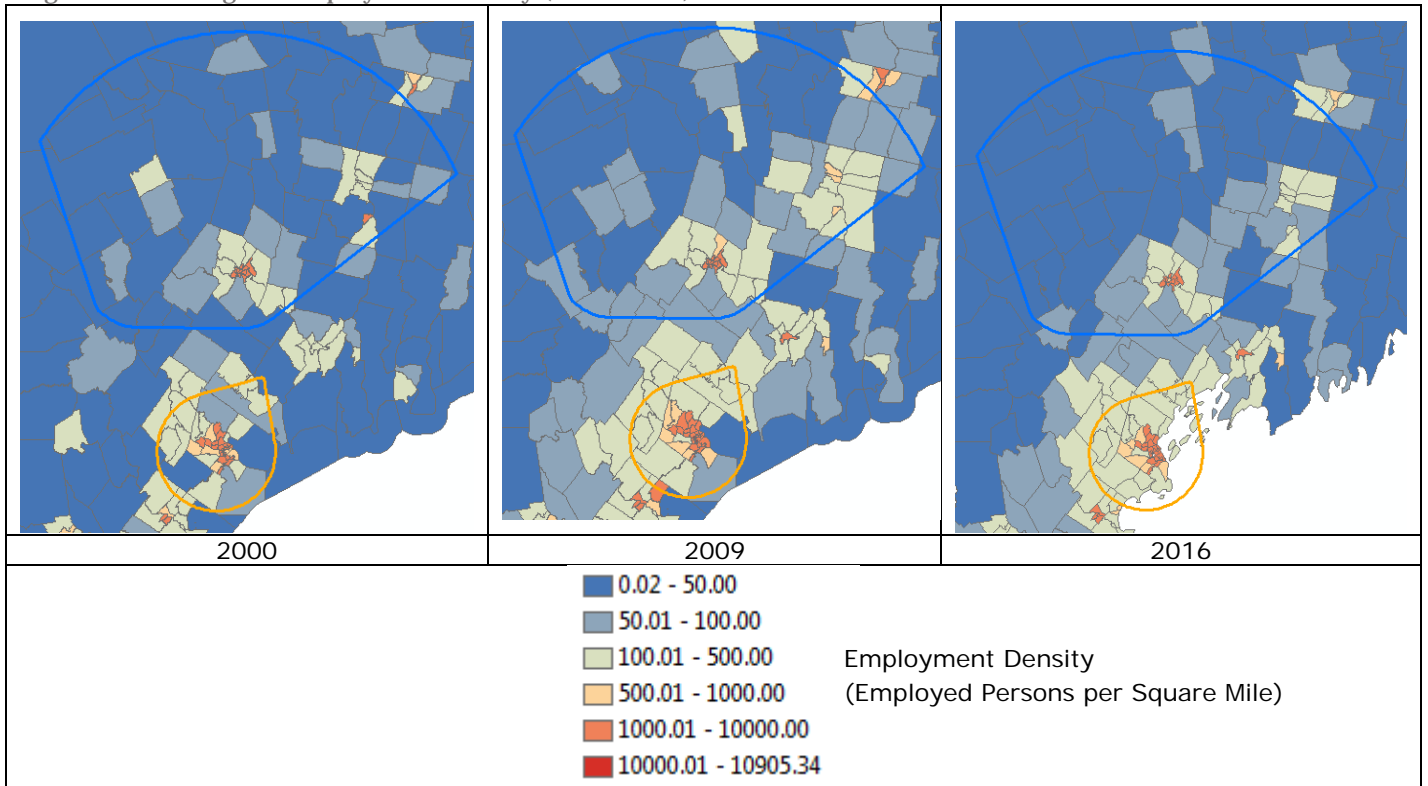 2000
2009
2016
0.02 - 50.00
50.01 - 100.00
100.01 - 500.00
500.01 - 1000.00
1000.01 - 10000.00
10000.01 - 10905.34
Employment Density
(Employed Persons per Square Mile)